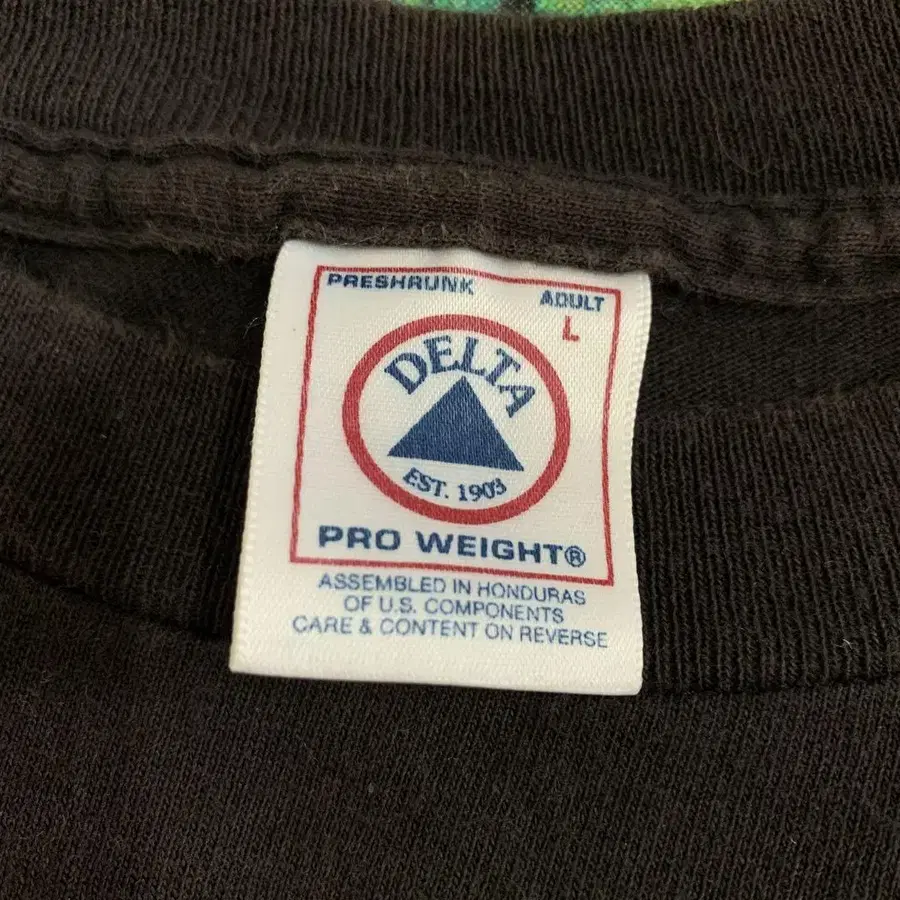 PRESHRUNK
ADULT
L
DELTA
EST. 1903
PRO WEIGHT®
ASSEMBLED IN HONDURAS
OF U.S. COMPONENTS
CARE & CONTENT ON REVERSE